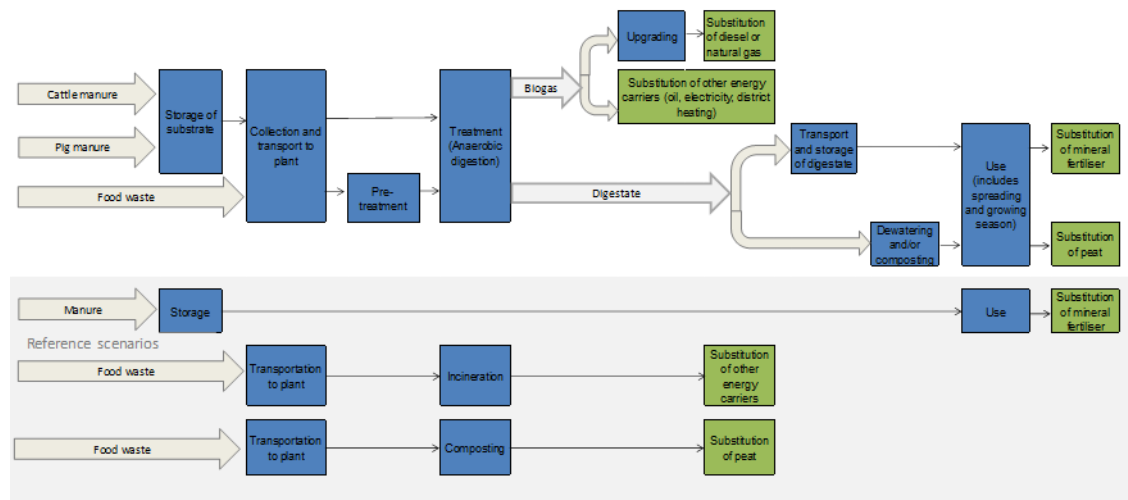 Cattle manure
Pig manure
Food waste
Storage of
substrate
Collection and
transport to
plant
Pre-
treatment
Treatment
(Anaerobic
digestion)
Biogas
Upgrading
Substitution
of diesel or
natural gas
Substitution of other energy
carriers (oil, electricity, district
heating)
Digestate
Transport
and storage
of digestate
Dewatering
and/or
composting
Use
(includes
spreading
and growing
season)
Substitution
of mineral
fertiliser
Substitution
of peat
Manure
Storage
Use
Substitution
of mineral
fertiliser
Reference scenarios
Food waste
Transportation
to plant
Incineration
Substitution
of other
energy
carriers
Food waste
Transportation
to plant
Composting
Substitution
of peat